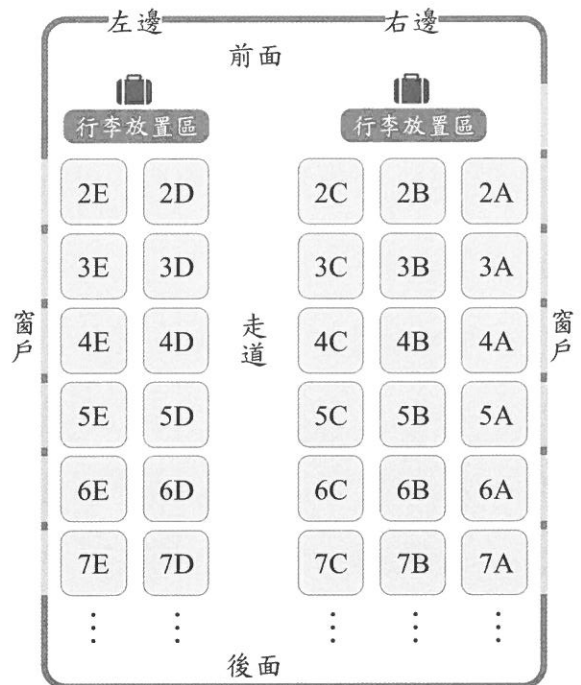 左邊 右邊
前面
行李放置區 行李放置區
2E 2D 2C 2B 2A
3E 3D 3C 3B 3A
窗戶 4E 4D 走道 4C 4B 4A 窗戶
5E 5D 5C 5B 5A
6E 6D 6C 6B 6A
7E 7D 7C 7B 7A
後面